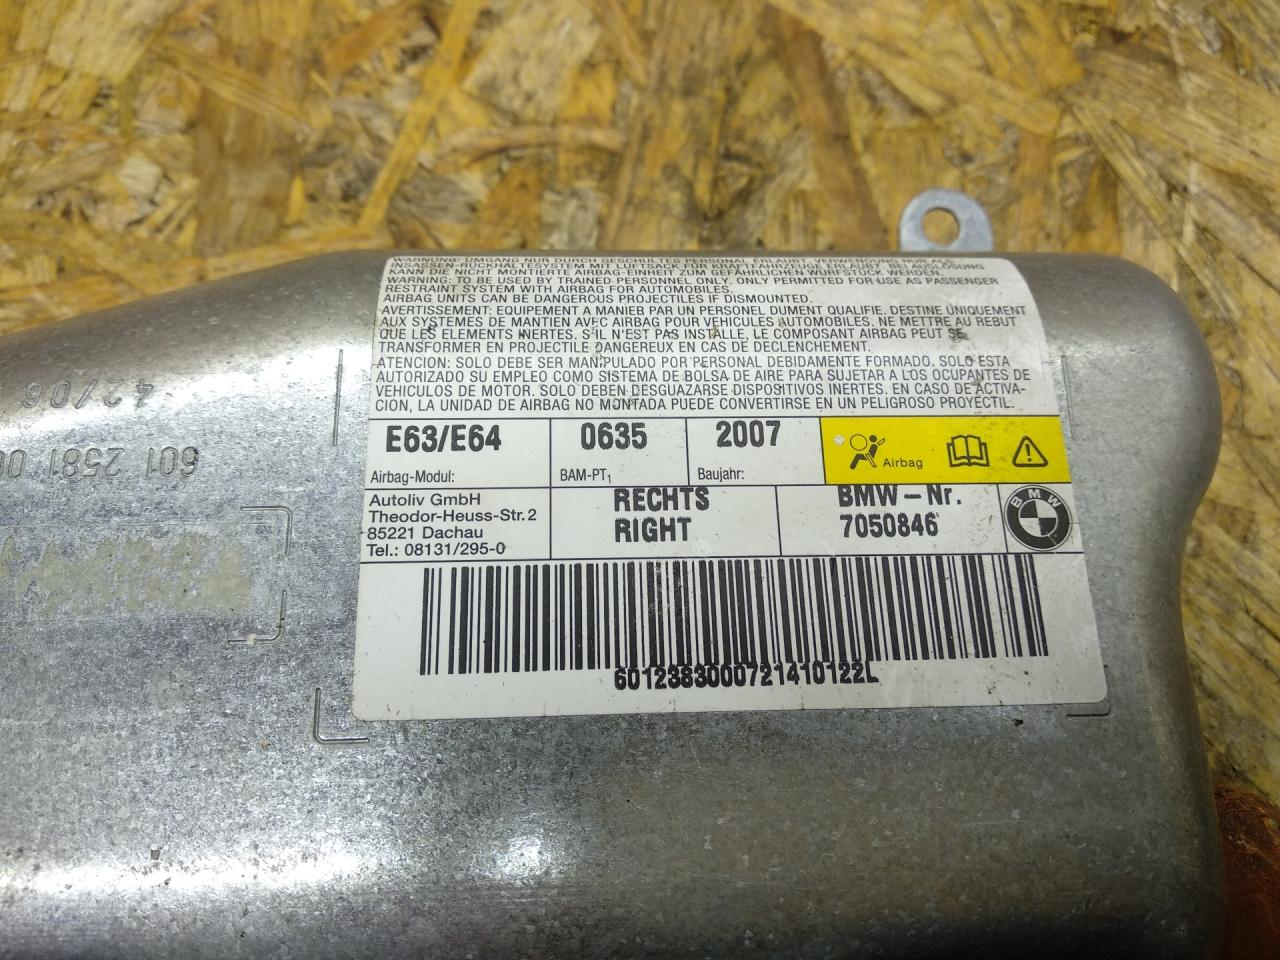 WARNUNG: UMGANG NUR DURCH GESCHULTES PERSONAL ERLAUBT. VERWENDUNG NUR ALS
INSASSEN-RÜCKHALTESYSTEM MIT LUFTSACK FÜR KRAFTFAHRZEUGE ERLAUBT. BEI AUSLÖSUNG
KANN DIE NICHT MONTIERTE AIRBAG-EINHEIT ZUM GEFÄHRLICHEN WURFSTÜCK WERDEN.
WARNING: TO BE USED BY TRAINED PERSONNEL ONLY. ONLY PERMITTED FOR USE AS PASSENGER
RESTRAINT SYSTEM WITH AIRBAG FOR AUTOMOBILES.
AIRBAG UNITS CAN BE DANGEROUS PROJECTILES IF DISMOUNTED.
AVERTISSEMENT: EQUIPEMENT A MANIER PAR UN PERSONEL DUMENT QUALIFIE. DESTINE UNIQUEMENT
AUX SYSTEMES DE MANTIEN AVEC AIRBAG POUR VEHICULES AUTOMOBILES. NE METTRE AU REBUT
QUE LES ELEMENTS INERTES. S'IL N'EST PAS INSTALLE, LE COMPOSANT AIRBAG PEUT SE
TRANSFORMER EN PROJECTILE DANGEREUX EN CAS DE DECLENCHEMENT.
ATENCION: SOLO DEBE SER MANIPULADO POR PERSONAL DEBIDAMENTE FORMADO. SOLO ESTA
AUTORIZADO SU EMPLEO COMO SISTEMA DE BOLSA DE AIRE PARA SUJETAR A LOS OCUPANTES DE
VEHICULOS DE MOTOR. SOLO DEBEN DESGUAZARSE DISPOSITIVOS INERTES. EN CASO DE ACTIVA-
CION, LA UNIDAD DE AIRBAG NO MONTADA PUEDE CONVERTIRSE EN UN PELIGROSO PROYECTIL.
E63/E64 0635 2007
Airbag-Modul: BAM-PT1 Baujahr: Airbag
Autoliv GmbH
Theodor-Heuss-Str. 2
85221 Dachau
Tel.: 08131/295-0
RECHTS
RIGHT
BMW-Nr.
7050846
BMW
6012383000721410122L
42/06
601 2581 00